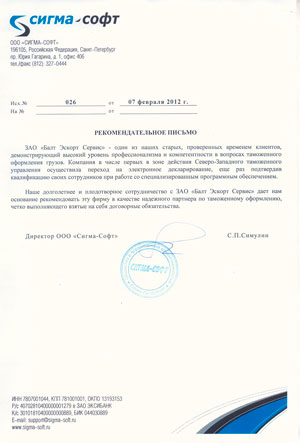 СИГМА-СОФТ
ООО «СИГМА-СОФТ»
196105, Российская Федерация, Санкт-Петербург
пр. Юрия Гагарина, д. 1, офис 406
тел./факс (812) 327-0444
Исх.№ 026 от 07 февраля 2012 г.
На № от
РЕКОМЕНДАТЕЛЬНОЕ ПИСЬМО
ЗАО «Балт Эскорт Сервис» - один из наших старых, проверенных временем клиентов,
демонстрирующий высокий уровень профессионализма и компетентности в вопросах таможенного
оформления грузов. Компания в числе первых в зоне действия Северо-Западного таможенного
управления осуществила переход на электронное декларирование, еще раз подтвердив
квалификацию своих сотрудников при работе со специализированным программным обеспечением.
Наше долголетнее и плодотворное сотрудничество с ЗАО «Балт Эскорт Сервис» дает нам
основание рекомендовать эту фирму в качестве надежного партнера по таможенному оформлению,
четко выполняющего взятые на себя договорные обязательства.
Директор ООО «Сигма-Софт» С.П.Симулин
СИГМА-СОФТ
ИНН 7807001044, КПП 781001001, ОКПО 13193153
Р/с 40702810400000001279 в ЗАО ЭКСИБАНК
К/с 30101810400000000889, БИК 044030889
E-mail: support@sigma-soft.ru
www.sigma-soft.ru